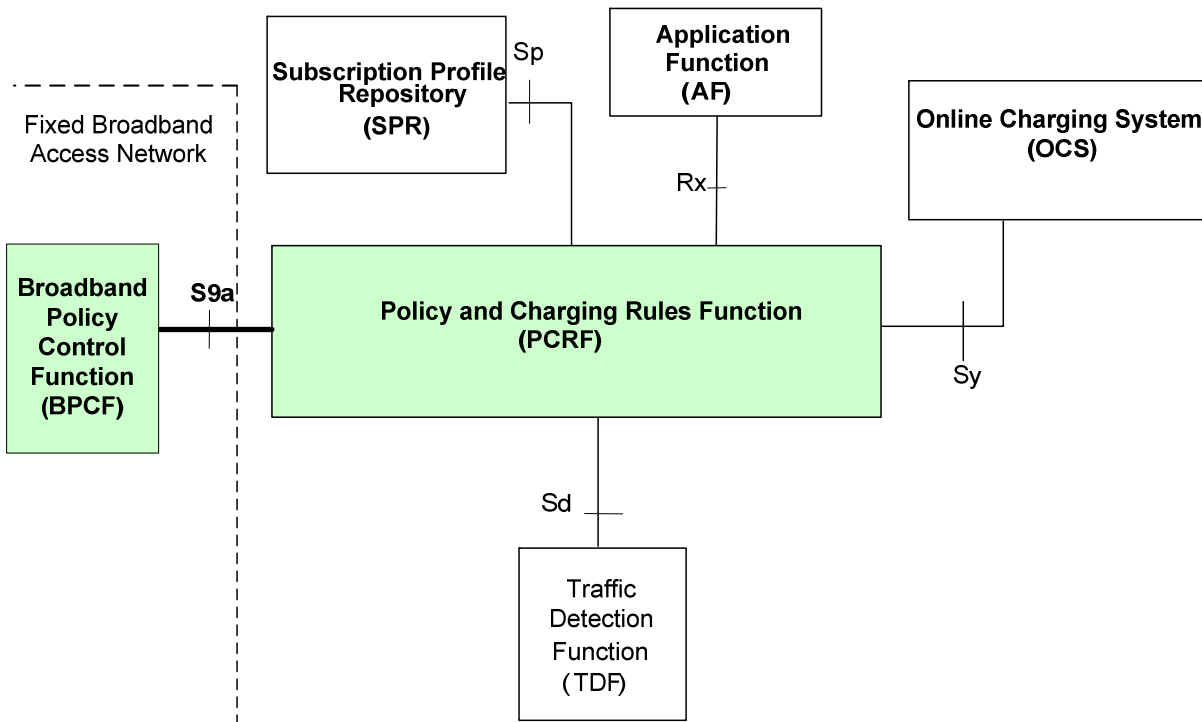 Sp
Subscription Profile
Repository
(SPR)
Application
Function
(AF)
Online Charging System
(OCS)
Fixed Broadband
Access Network
Rx
Broadband
Policy
Control
Function
(BPCF)
S9a
Policy and Charging Rules Function
(PCRF)
Sy
Sd
Traffic
Detection
Function
(TDF)